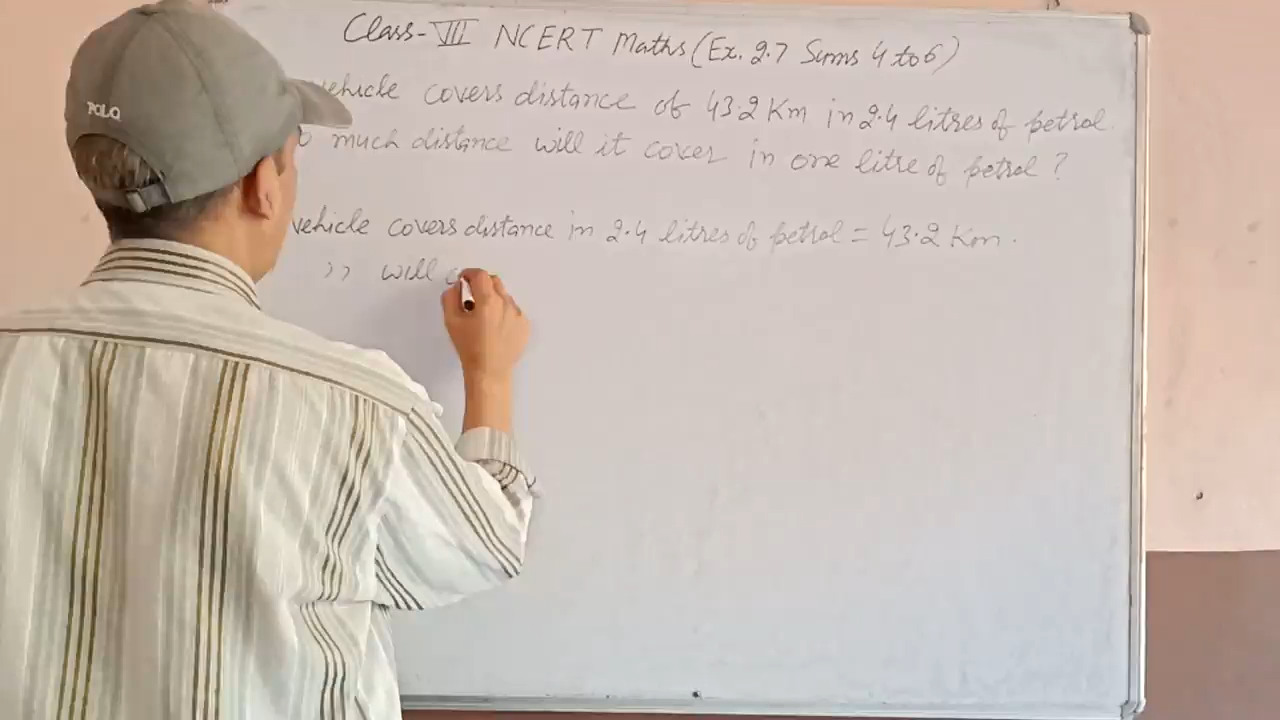 Class-VII NCERT Maths (Ex. 2.7 Sums 4 to 6)
vehicle covers distance of 43.2 Km in 2.4 litres of petrol.
much distance will it cover in one litre of petrol?
vehicle covers distance in 2.4 litres of petrol = 43.2 Km.
,, will
POLO